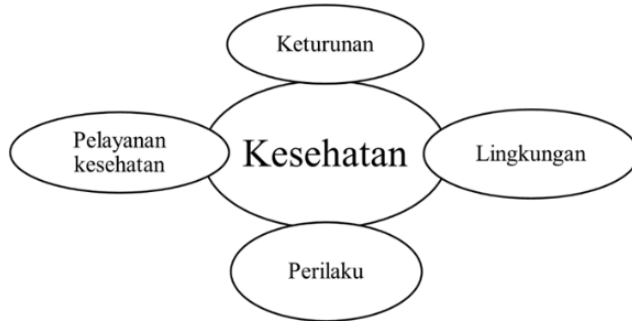 Keturunan
Pelayanan
kesehatan
Kesehatan
Lingkungan
Perilaku